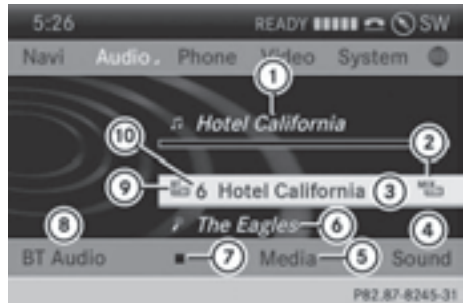 5:26 READY SW
Navi Audio Phone Video System
1
♫ Hotel California
10 2
9 6 Hotel California 3
8 The Eagles 6 4
BT Audio 7 Media 5 Sound
P82.87-8245-31